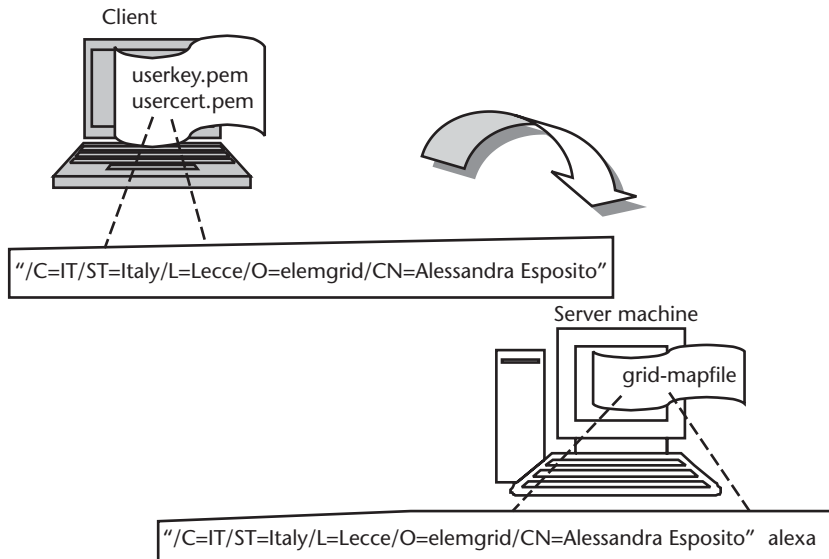 Client
userkey.pem
usercert.pem
“/C=IT/ST=Italy/L=Lecce/O=elemgrid/CN=Alessandra Esposito”
Server machine
grid-mapfile
“/C=IT/ST=Italy/L=Lecce/O=elemgrid/CN=Alessandra Esposito” alexa